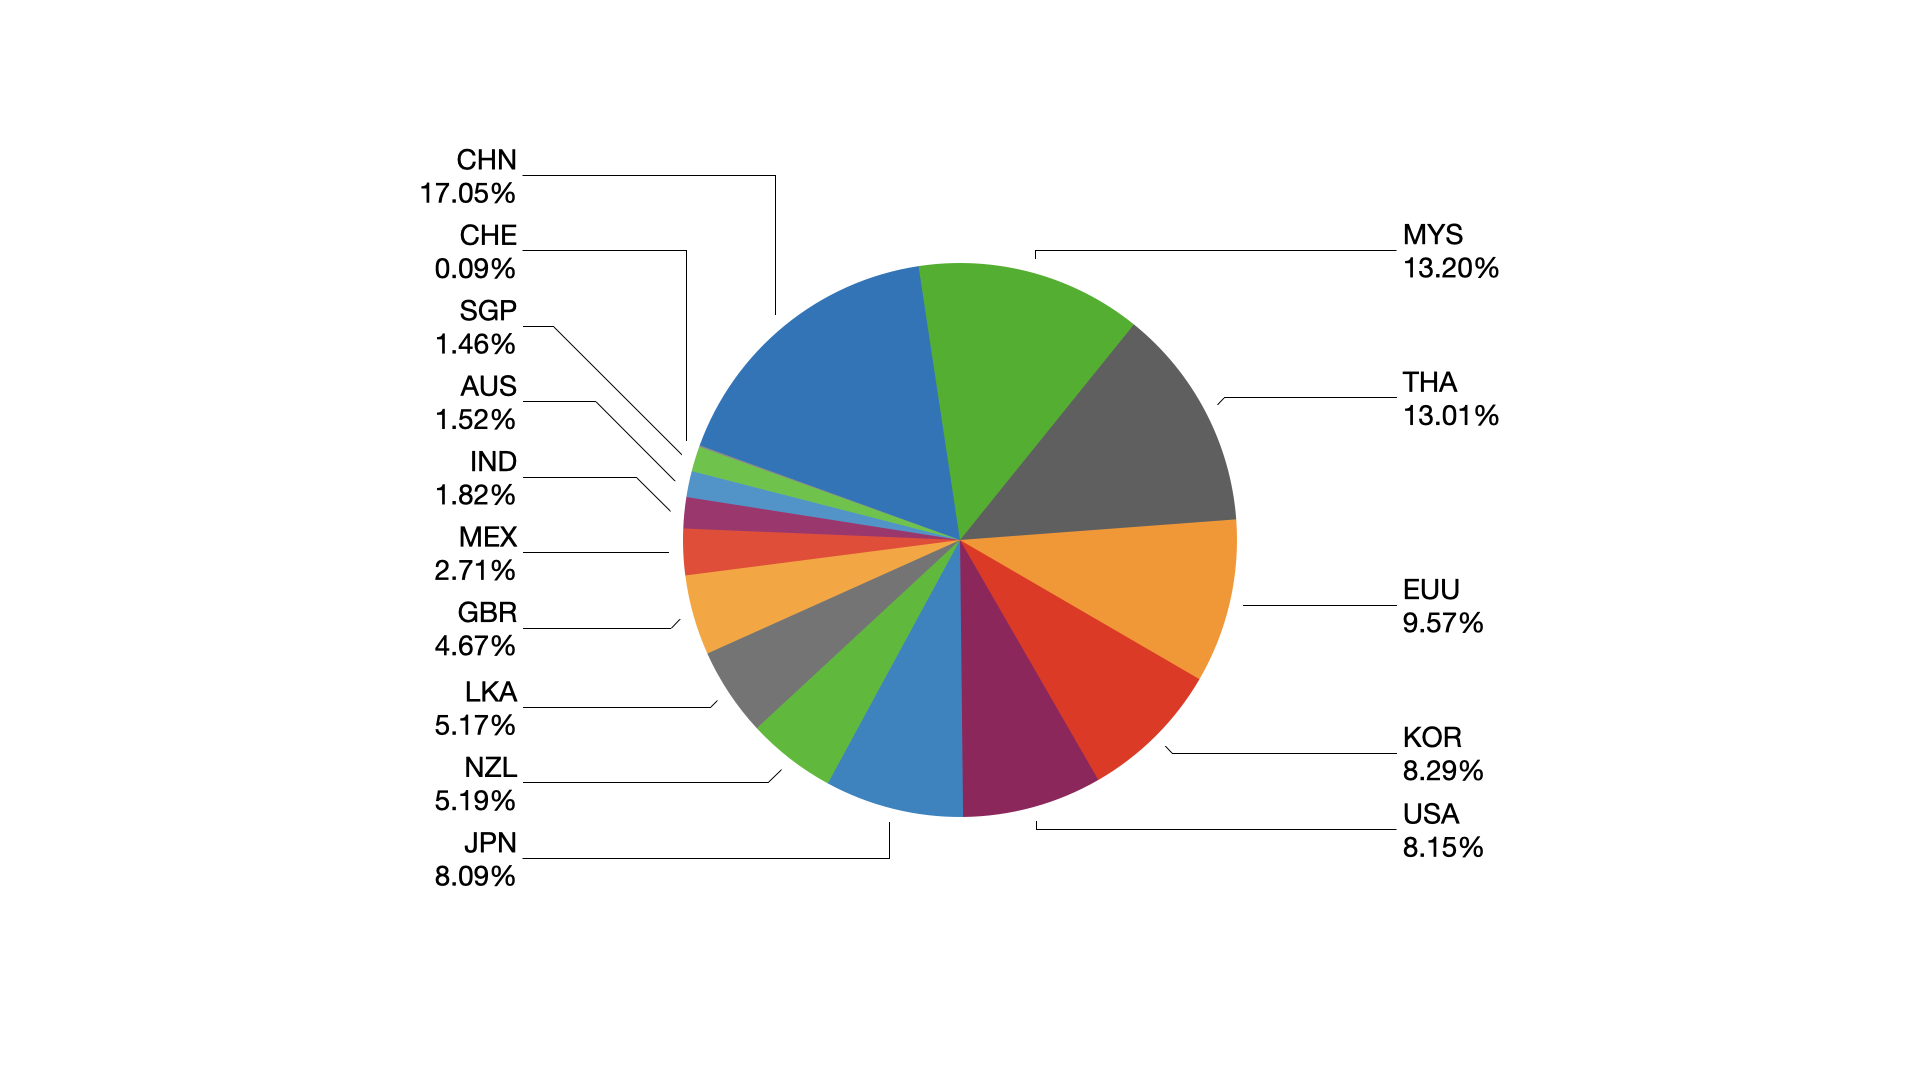 CHN
17.05%
CHE
0.09%
SGP
1.46%
AUS
1.52%
IND
1.82%
MEX
2.71%
GBR
4.67%
LKA
5.17%
NZL
5.19%
JPN
8.09%
MYS
13.20%
THA
13.01%
EUU
9.57%
KOR
8.29%
USA
8.15%